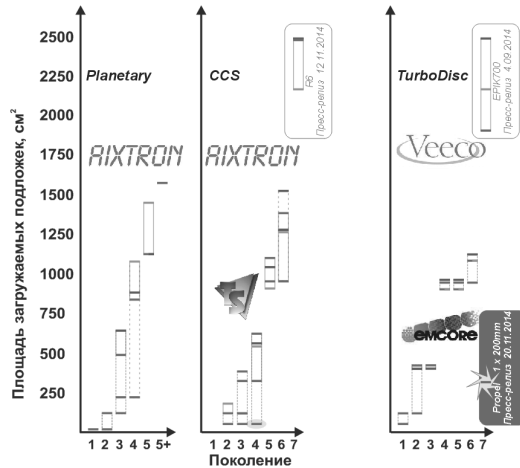 Площадь загружаемых подложек, см²
2500
2250
2000
1750
1500
1250
1000
750
500
250
Planetary
AIXTRON
1 2 3 4 5 5+
CCS
AIXTRON
TS
R6
Пресс-релиз 12.11.2014
1 2 3 4 5 6 7
Поколение
TurboDisc
Veeco
EMCORE
EPIK700
Пресс-релиз 4.09.2014
Propel 1 x 200mm
Пресс-релиз 20.11.2014
1 2 3 4 5 6 7